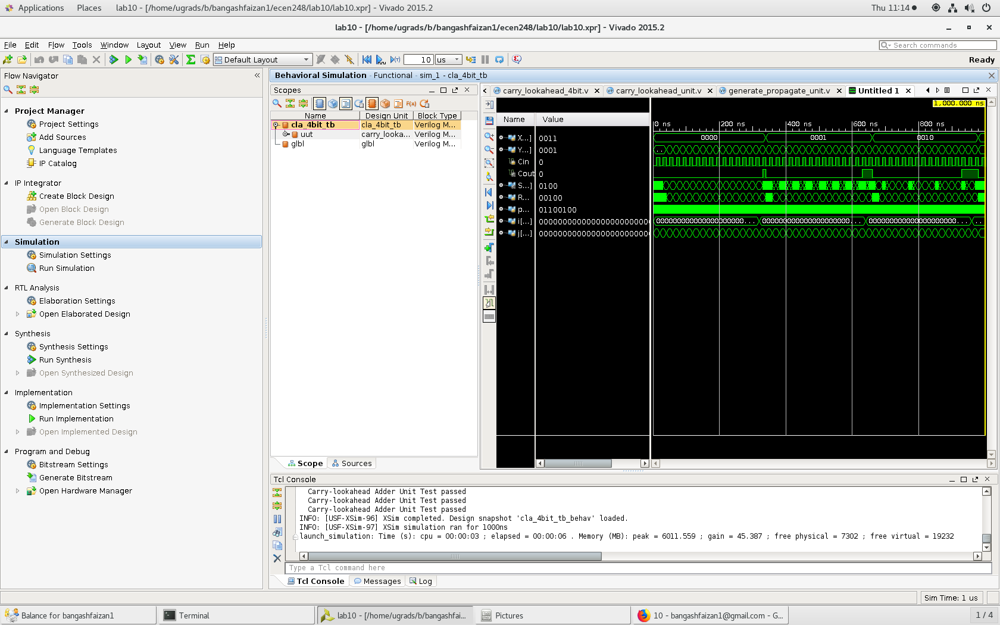 Applications Places lab10 - [/home/ugrads/b/bangashfaizan1/ecen248/lab10/lab10.xpr] - Vivado 2015.2 Thu 11:14
lab10 - [/home/ugrads/b/bangashfaizan1/ecen248/lab10/lab10.xpr] - Vivado 2015.2
File Edit Flow Tools Window Layout View Run Help Search commands
Default Layout 10 us Ready
Flow Navigator
Project Manager
Project Settings
Add Sources
Language Templates
IP Catalog
IP Integrator
Create Block Design
Open Block Design
Generate Block Design
Simulation
Simulation Settings
Run Simulation
RTL Analysis
Elaboration Settings
Open Elaborated Design
Synthesis
Synthesis Settings
Run Synthesis
Open Synthesized Design
Implementation
Implementation Settings
Run Implementation
Open Implemented Design
Program and Debug
Bitstream Settings
Generate Bitstream
Open Hardware Manager
Behavioral Simulation - Functional - sim_1 - cla_4bit_tb
Scopes
Name Design Unit Block Type
cla_4bit_tb cla_4bit_tb Verilog M...
uut carry_looka... Verilog M...
glbl glbl Verilog M...
Scope Sources
carry_lookahead_4bit.v carry_lookahead_unit.v generate_propagate_unit.v Untitled 1
1,000.000 ns
Name Value
0 ns 200 ns 400 ns 600 ns 800 ns
X...] 0011 0000 0001 0010
Y...] 0001 ..
Cin 0
Cout 0
S...] 0100
R... 00100
p... 01100100
i[...] 
j[...] 
Tcl Console
Carry-lookahead Adder Unit Test passed
Carry-lookahead Adder Unit Test passed
Carry-lookahead Adder Unit Test passed
INFO: [USF-XSim-96] XSim completed. Design snapshot 'cla_4bit_tb_behav' loaded.
INFO: [USF-XSim-97] XSim simulation ran for 1000ns
launch_simulation: Time (s): cpu = 00:00:03 ; elapsed = 00:00:06 . Memory (MB): peak = 6011.559 ; gain = 45.387 ; free physical = 7302 ; free virtual = 19232
Type a Tcl command here
Tcl Console Messages Log
Sim Time: 1 us
Balance for bangashfaizan1 Terminal lab10 - [/home/ugrads/b/bangashfai... Pictures 10 - bangashfaizan1@gmail.com - G... 1 / 4